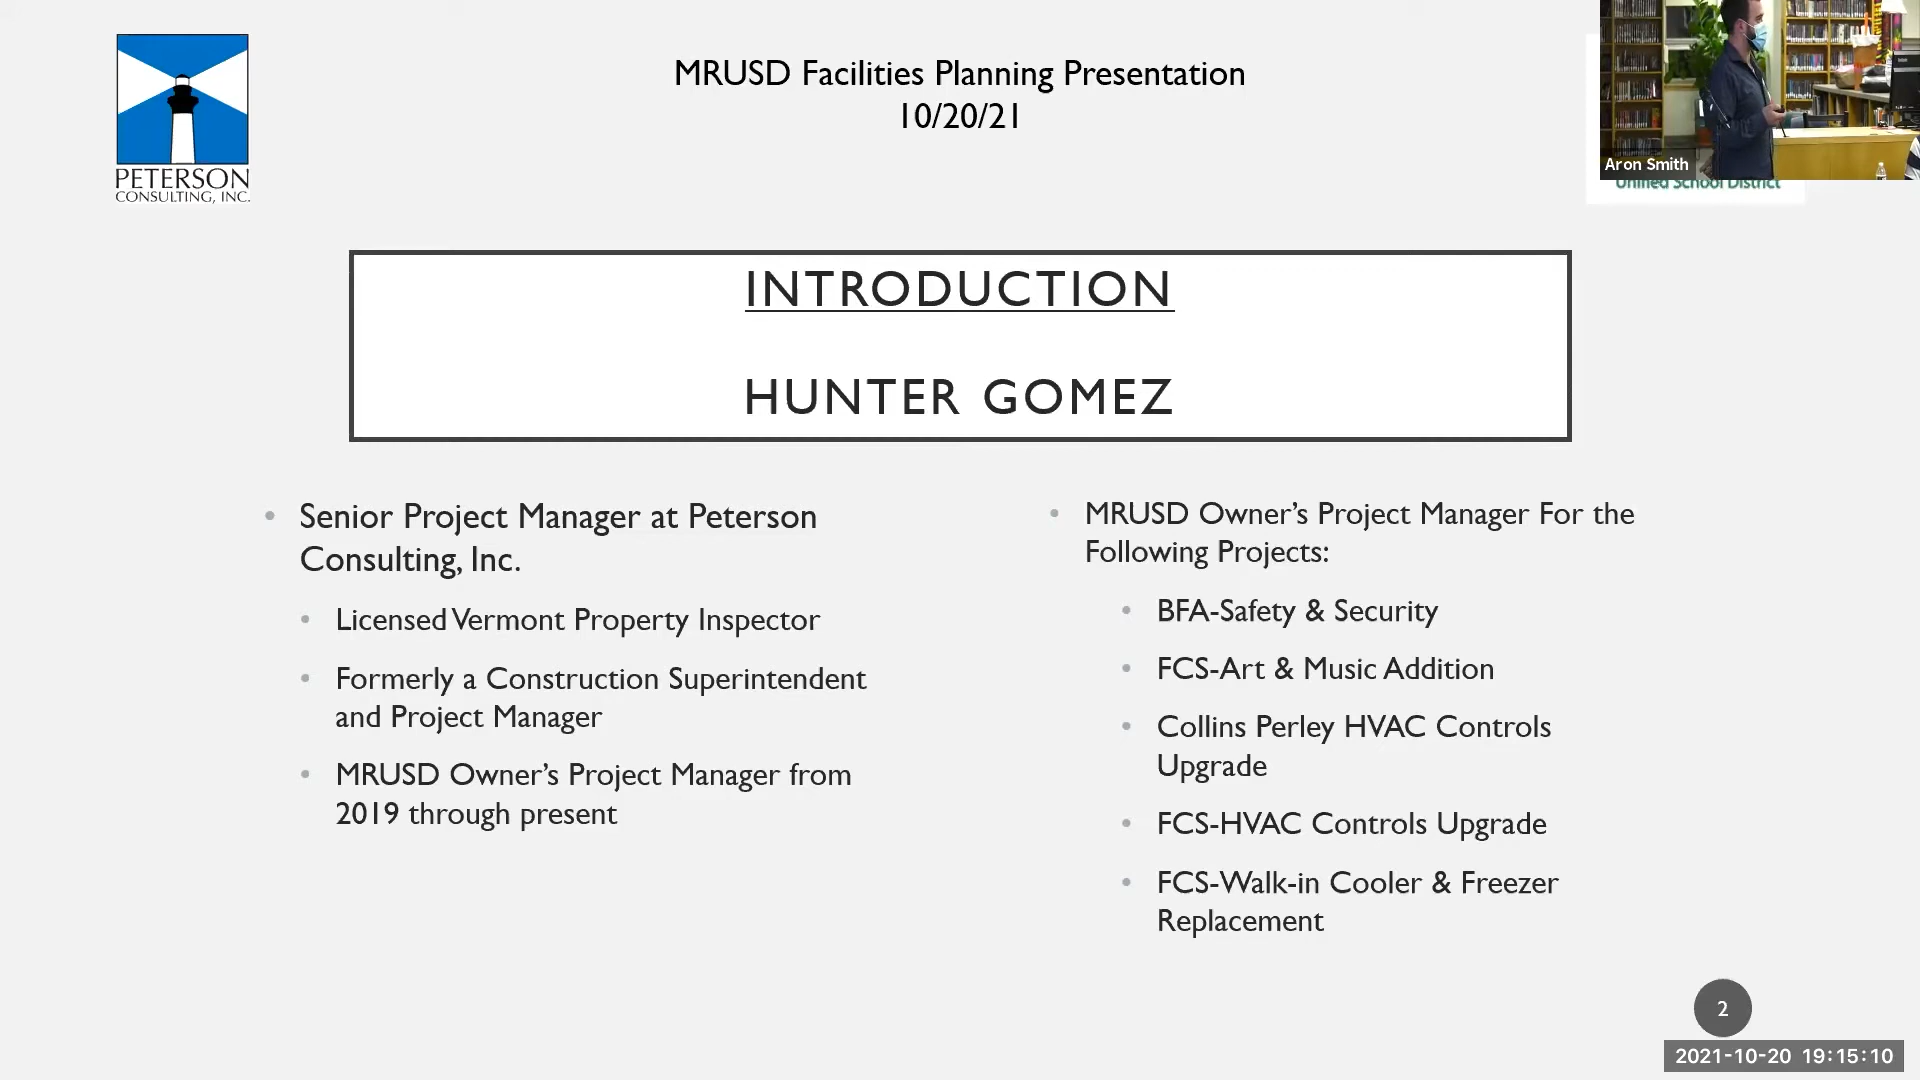 PETERSON
CONSULTING, INC.
MRUSD Facilities Planning Presentation
10/20/21
Aron Smith
Unified School District
INTRODUCTION
HUNTER GOMEZ
• Senior Project Manager at Peterson
Consulting, Inc.
• Licensed Vermont Property Inspector
• Formerly a Construction Superintendent
and Project Manager
• MRUSD Owner’s Project Manager from
2019 through present
• MRUSD Owner’s Project Manager For the
Following Projects:
• BFA-Safety & Security
• FCS-Art & Music Addition
• Collins Perley HVAC Controls
Upgrade
• FCS-HVAC Controls Upgrade
• FCS-Walk-in Cooler & Freezer
Replacement
2
2021-10-20 19:15:10